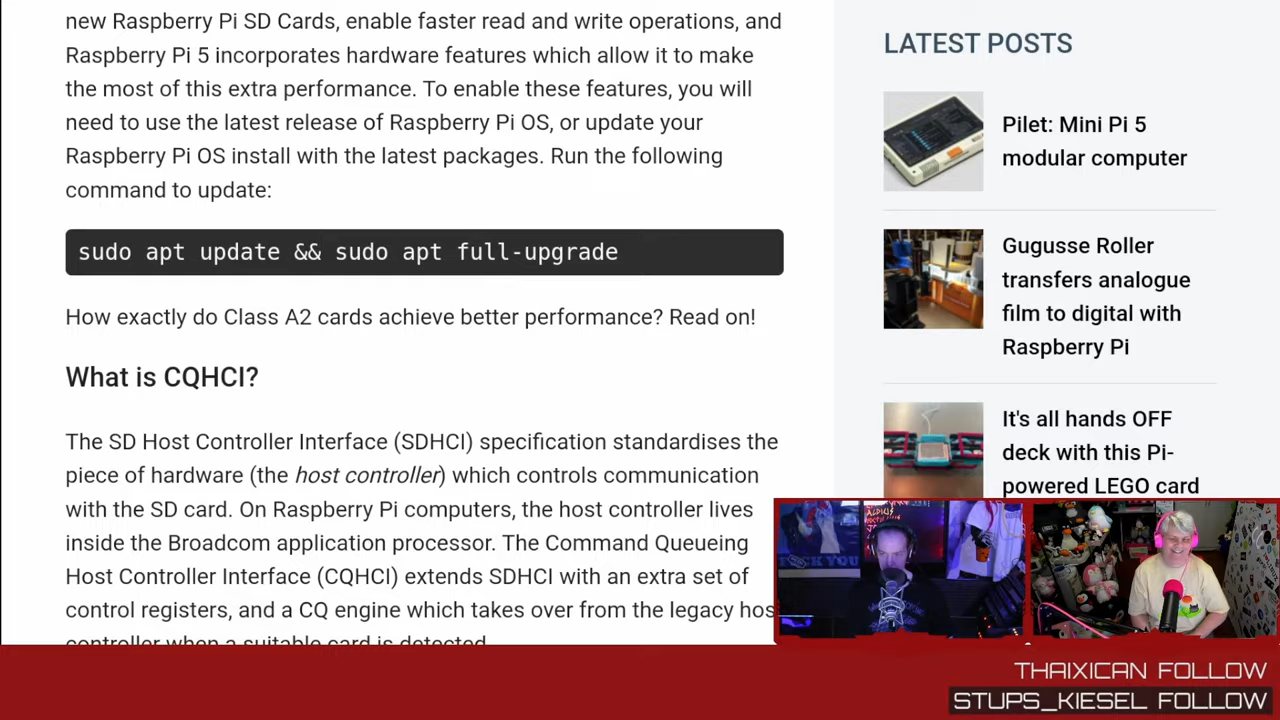 new Raspberry Pi SD Cards, enable faster read and write operations, and
Raspberry Pi 5 incorporates hardware features which allow it to make
the most of this extra performance. To enable these features, you will
need to use the latest release of Raspberry Pi OS, or update your
Raspberry Pi OS install with the latest packages. Run the following
command to update:
sudo apt update && sudo apt full-upgrade
How exactly do Class A2 cards achieve better performance? Read on!
What is CQHCI?
The SD Host Controller Interface (SDHCI) specification standardises the
piece of hardware (the host controller) which controls communication
with the SD card. On Raspberry Pi computers, the host controller lives
inside the Broadcom application processor. The Command Queueing
Host Controller Interface (CQHCI) extends SDHCI with an extra set of
control registers, and a CQ engine which takes over from the legacy hos
controller when a suitable card is detected.
LATEST POSTS
Pilet: Mini Pi 5
modular computer
Gugusse Roller
transfers analogue
film to digital with
Raspberry Pi
It's all hands OFF
deck with this Pi-
powered LEGO card
THAIXICAN FOLLOW
STUPS_KIESEL FOLLOW